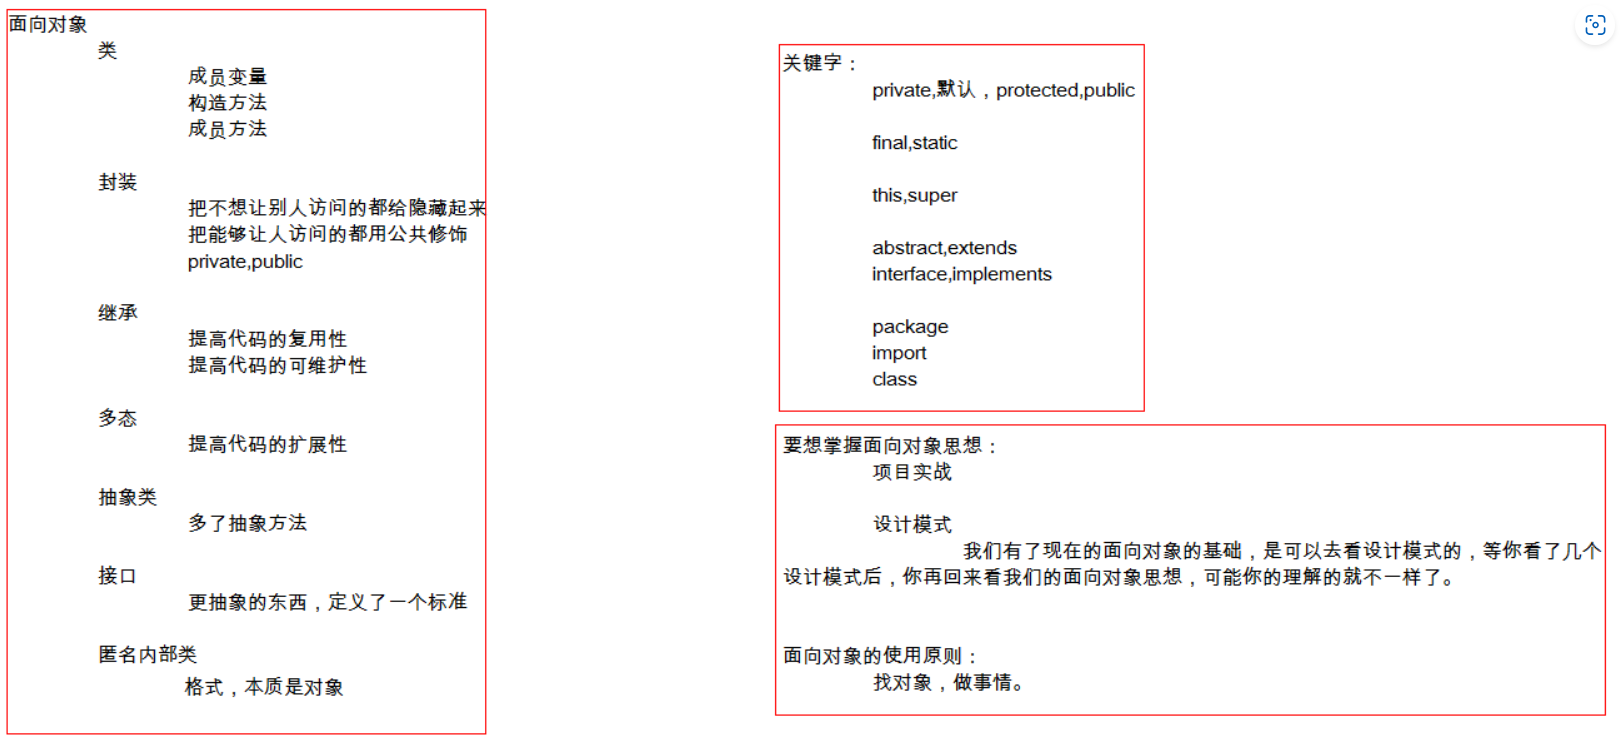 面向对象
类
成员变量
构造方法
成员方法
封装
把不想让别人访问的都给隐藏起来
把能够让人访问的都用公共修饰
private,public
继承
提高代码的复用性
提高代码的可维护性
多态
提高代码的扩展性
抽象类
多了抽象方法
接口
更抽象的东西，定义了一个标准
匿名内部类
格式，本质是对象
关键字：
private,默认，protected,public
final,static
this,super
abstract,extends
interface,implements
package
import
class
要想掌握面向对象思想：
项目实战
设计模式
我们有了现在的面向对象的基础，是可以去看设计模式的，等你看了几个
设计模式后，你再回来看我们的面向对象思想，可能你的理解的就不一样了。
面向对象的使用原则：
找对象，做事情。